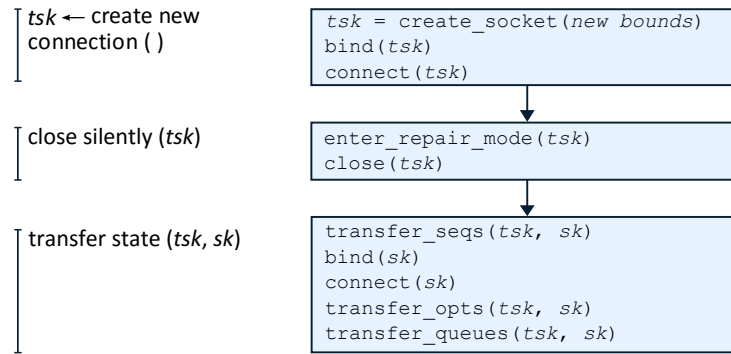 tsk ← create new
connection ( )
tsk = create_socket(new bounds)
bind(tsk)
connect(tsk)
close silently (tsk)
enter_repair_mode(tsk)
close(tsk)
transfer state (tsk, sk)
transfer_seqs(tsk, sk)
bind(sk)
connect(sk)
transfer_opts(tsk, sk)
transfer_queues(tsk, sk)